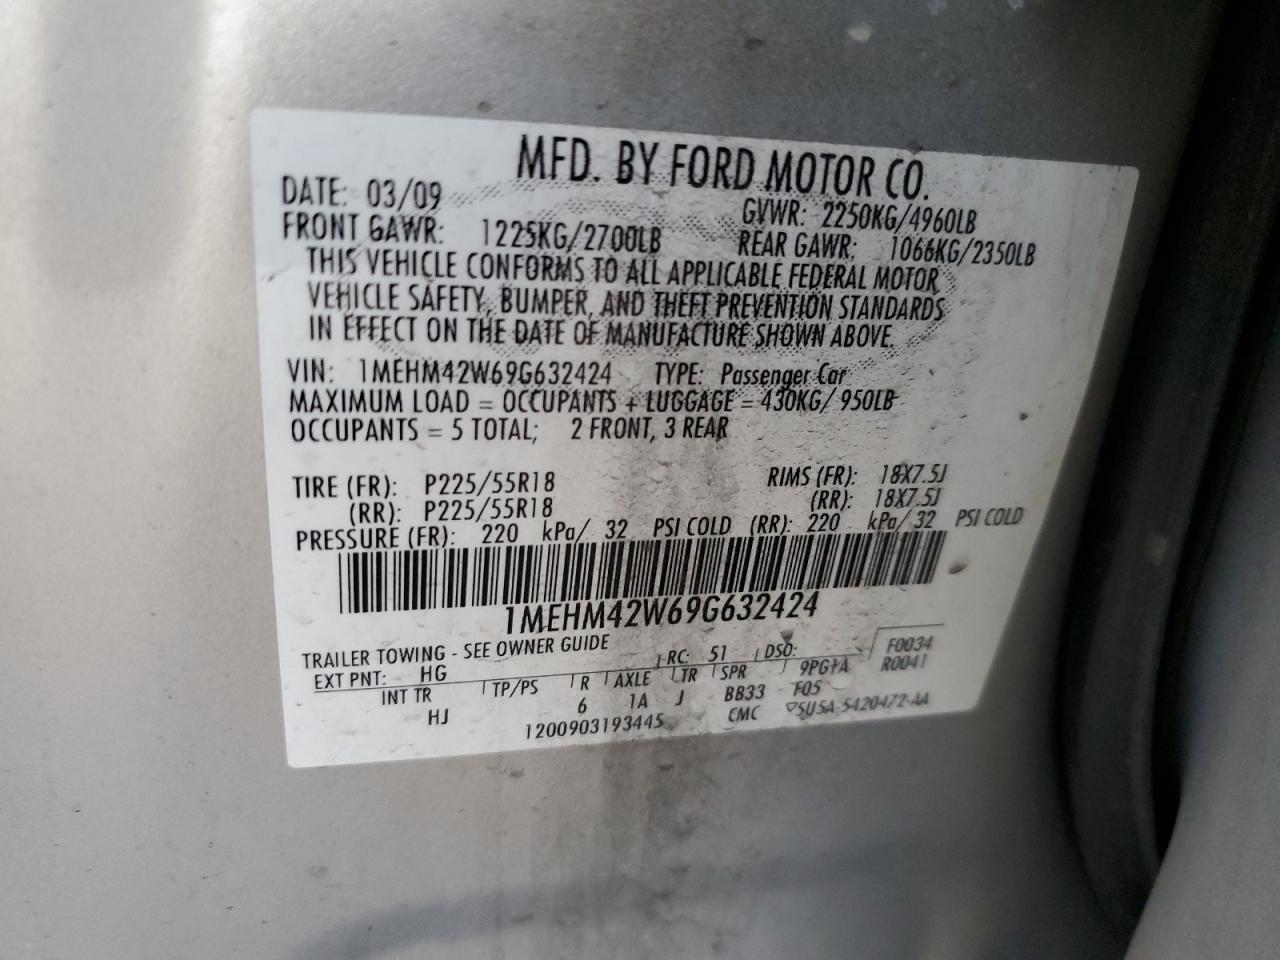 MFD. BY FORD MOTOR CO.
DATE: 03/09 GVWR: 2250KG/4960LB
FRONT GAWR: 1225KG/2700LB REAR GAWR: 1066KG/2350LB
THIS VEHICLE CONFORMS TO ALL APPLICABLE FEDERAL MOTOR
VEHICLE SAFETY, BUMPER, AND THEFT PREVENTION STANDARDS
IN EFFECT ON THE DATE OF MANUFACTURE SHOWN ABOVE.
VIN: 1MEHM42W69G632424 TYPE: Passenger Car
MAXIMUM LOAD = OCCUPANTS + LUGGAGE = 430KG/ 950LB
OCCUPANTS = 5 TOTAL; 2 FRONT, 3 REAR
TIRE (FR): P225/55R18 RIMS (FR): 18X7.5J
(RR): P225/55R18 (RR): 18X7.5J
PRESSURE (FR): 220 kPa/ 32 PSI COLD (RR): 220 kPa/ 32 PSI COLD
1MEHM42W69G632424
TRAILER TOWING - SEE OWNER GUIDE
EXT PNT: HG RC: 51 DSO: F0034
R0041
INT TR TP/PS R AXLE TR SPR 9PG+A
HJ 6 1A J BB33 F05
1200903193445 CMC 5U5A-5420472-AA